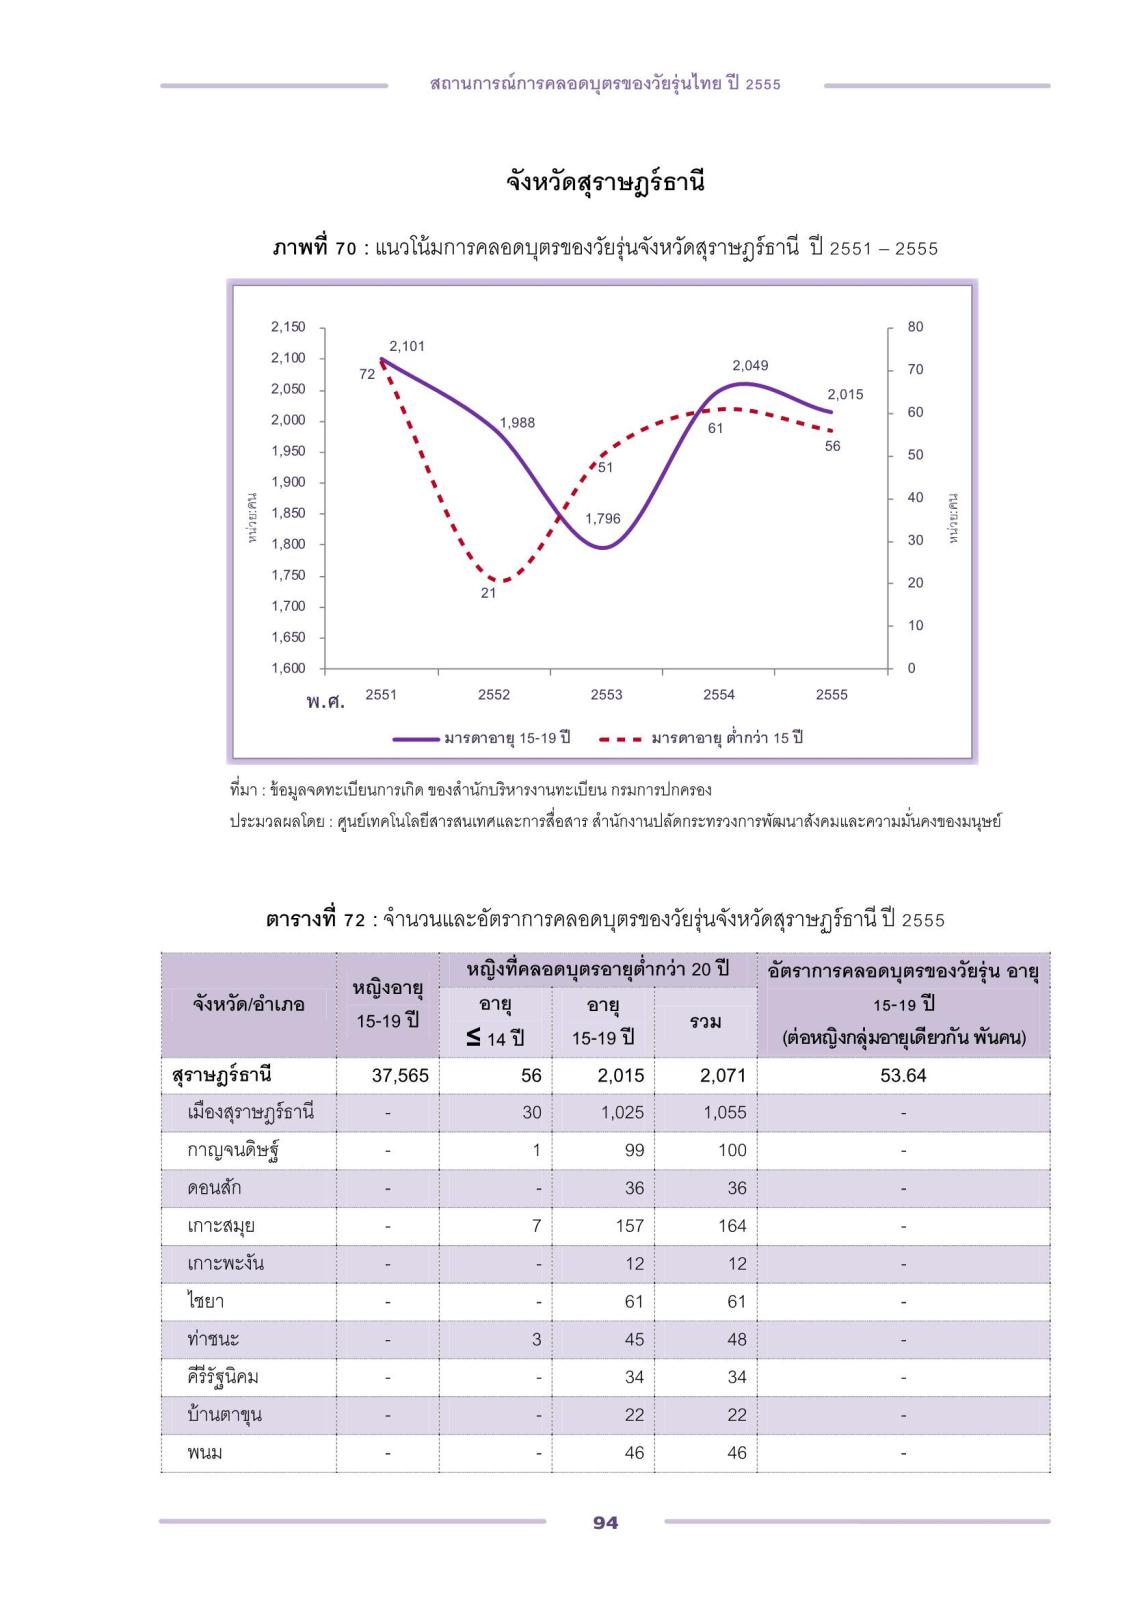 สถานการณ์การคลอดบุตรของวัยรุ่นไทย ปี 2555
จังหวัดสุราษฎร์ธานี
ภาพที่ 70 : แนวโน้มการคลอดบุตรของวัยรุ่นจังหวัดสุราษฎร์ธานี ปี 2551 – 2555
2,150
2,100
2,050
2,000
1,950
1,900
1,850
1,800
1,750
1,700
1,650
1,600
หน่วย:คน
2,101
1,988
1,796
2,049
2,015
72
21
51
61
56
80
70
60
50
40
30
20
10
0
หน่วย:คน
พ.ศ. 2551 2552 2553 2554 2555
มารดาอายุ 15-19 ปี มารดาอายุ ต่ำกว่า 15 ปี
ที่มา : ข้อมูลจดทะเบียนการเกิด ของสำนักบริหารงานทะเบียน กรมการปกครอง
ประมวลผลโดย : ศูนย์เทคโนโลยีสารสนเทศและการสื่อสาร สำนักงานปลัดกระทรวงการพัฒนาสังคมและความมั่นคงของมนุษย์
ตารางที่ 72 : จำนวนและอัตราการคลอดบุตรของวัยรุ่นจังหวัดสุราษฎร์ธานี ปี 2555
จังหวัด/อำเภอ
หญิงอายุ
15-19 ปี
หญิงที่คลอดบุตรอายุต่ำกว่า 20 ปี
อายุ
≤ 14 ปี
อายุ
15-19 ปี
รวม
อัตราการคลอดบุตรของวัยรุ่น อายุ
15-19 ปี
(ต่อหญิงกลุ่มอายุเดียวกัน พันคน)
สุราษฎร์ธานี 37,565 56 2,015 2,071 53.64
เมืองสุราษฎร์ธานี - 30 1,025 1,055 -
กาญจนดิษฐ์ - 1 99 100 -
ดอนสัก - - 36 36 -
เกาะสมุย - 7 157 164 -
เกาะพะงัน - - 12 12 -
ไชยา - - 61 61 -
ท่าชนะ - 3 45 48 -
คีรีรัฐนิคม - - 34 34 -
บ้านตาขุน - - 22 22 -
พนม - - 46 46 -
94